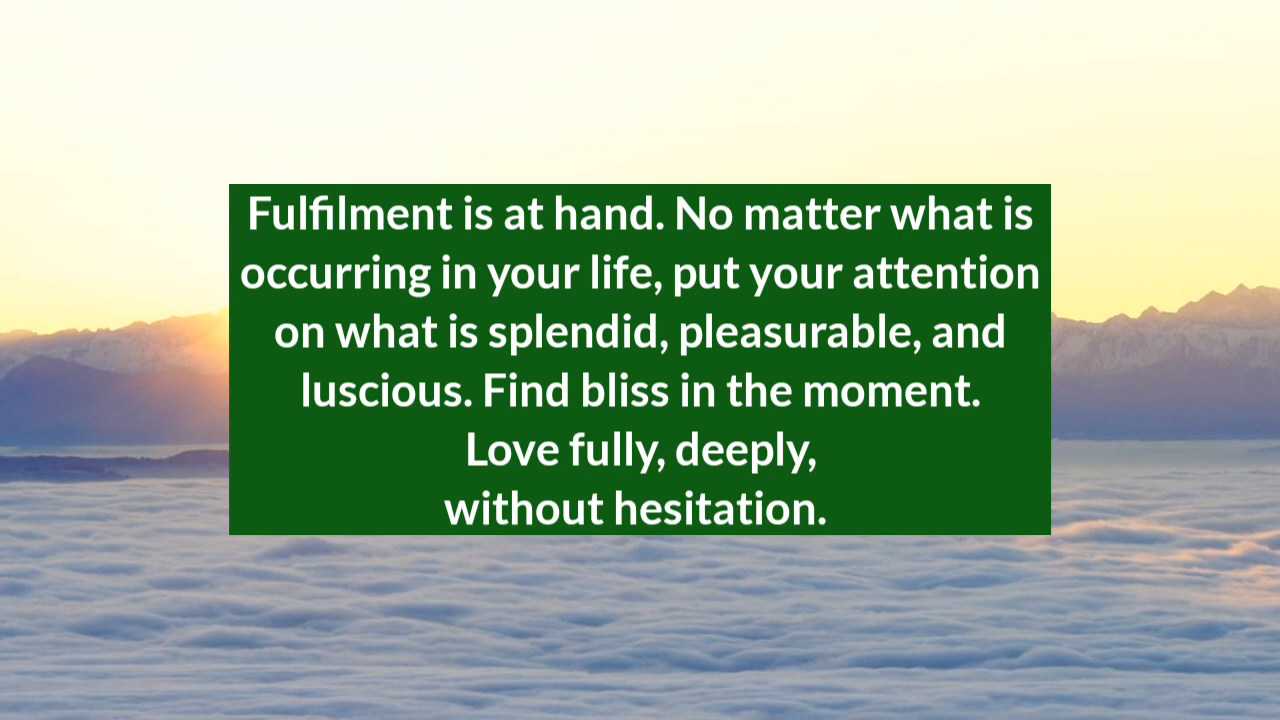 Fulfilment is at hand. No matter what is
occurring in your life, put your attention
on what is splendid, pleasurable, and
luscious. Find bliss in the moment.
Love fully, deeply,
without hesitation.